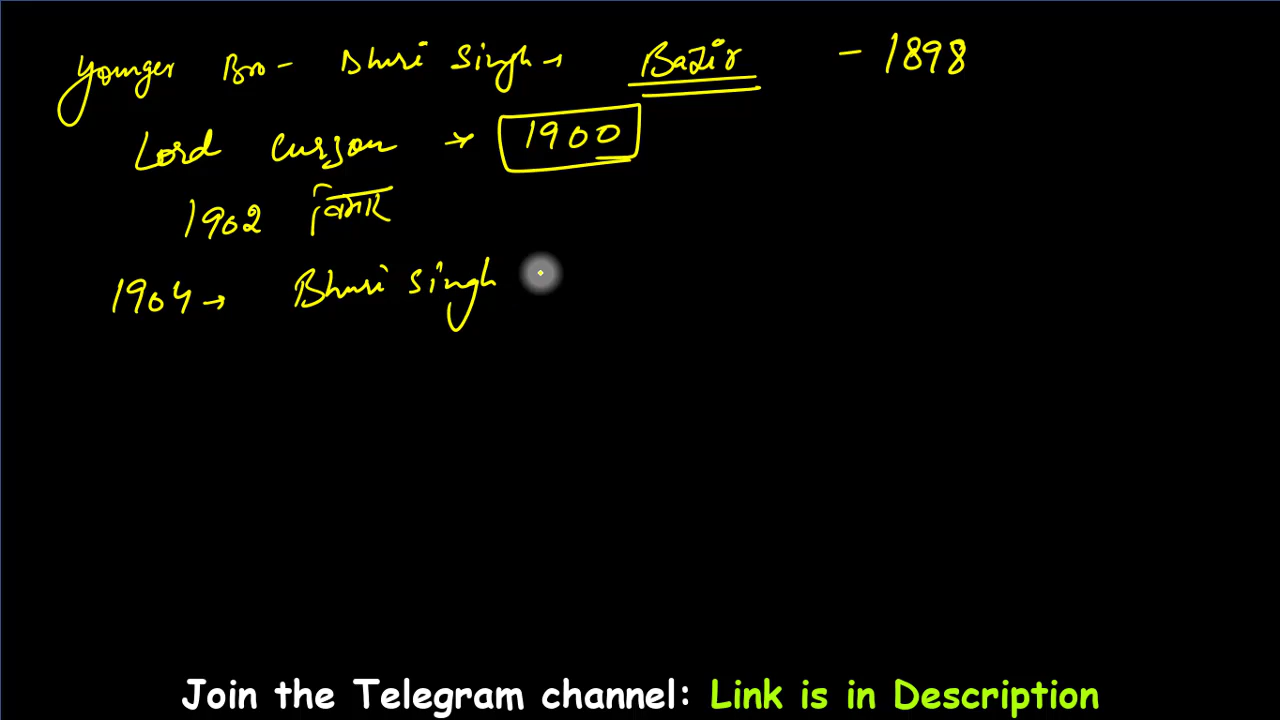 Younger Bro - Bhuri Singh → Bazir - 1898
Lord Curzon → 1900
1902 बिमार
1904 → Bhuri Singh
Join the Telegram channel: Link is in Description